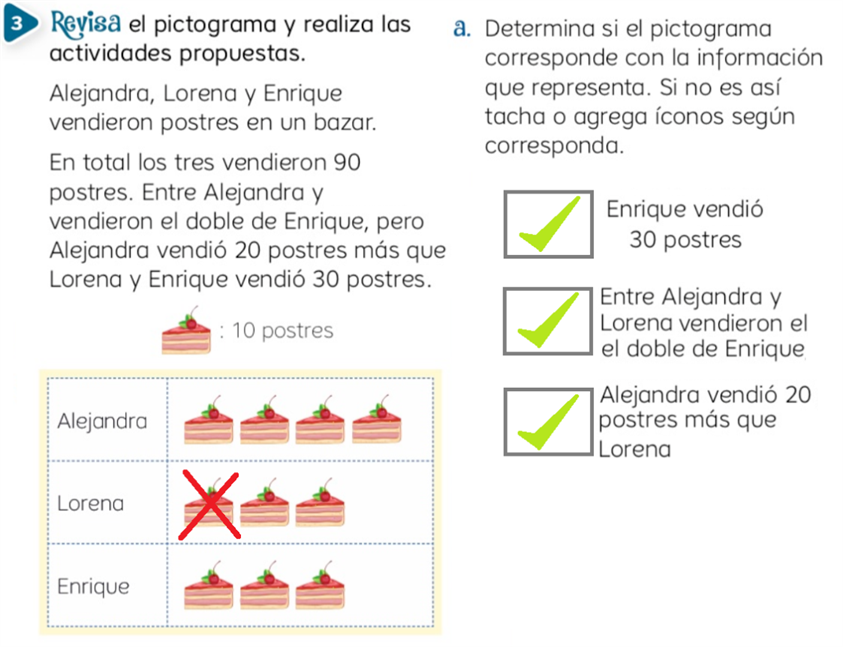 3 Revisa el pictograma y realiza las
actividades propuestas.
Alejandra, Lorena y Enrique
vendieron postres en un bazar.
En total los tres vendieron 90
postres. Entre Alejandra y
vendieron el doble de Enrique, pero
Alejandra vendió 20 postres más que
Lorena y Enrique vendió 30 postres.
: 10 postres
Alejandra
Lorena
Enrique
a. Determina si el pictograma
corresponde con la información
que representa. Si no es así
tacha o agrega íconos según
corresponda.
Enrique vendió
30 postres
Entre Alejandra y
Lorena vendieron el
el doble de Enrique
Alejandra vendió 20
postres más que
Lorena